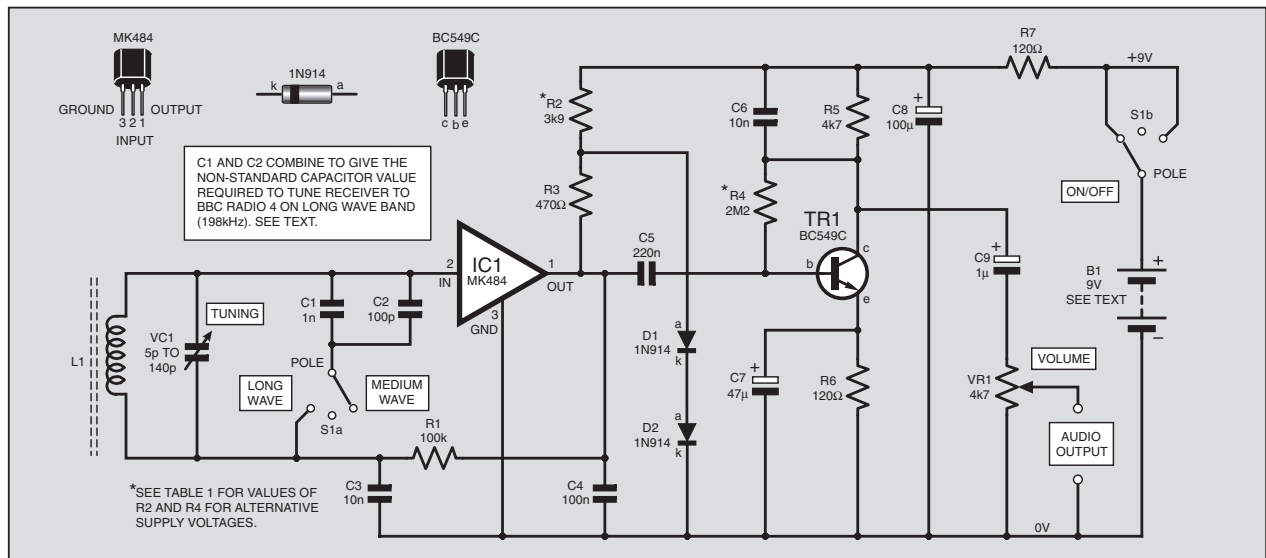 MK484
GROUND
OUTPUT
3 2 1
INPUT
1N914
k
a
BC549C
c b e
C1 AND C2 COMBINE TO GIVE THE
NON-STANDARD CAPACITOR VALUE
REQUIRED TO TUNE RECEIVER TO
BBC RADIO 4 ON LONG WAVE BAND
(198kHz). SEE TEXT.
*R2
3k9
R3
470Ω
C6
10n
R5
4k7
C8
+
100µ
R7
120Ω
+9V
S1b
POLE
ON/OFF
*R4
2M2
TR1
BC549C
c
b
e
C5
220n
2
IN
IC1
MK484
1
OUT
3
GND
L1
VC1
5p TO
140p
TUNING
C1
1n
C2
100p
POLE
LONG
WAVE
MEDIUM
WAVE
S1a
R1
100k
C3
10n
C4
100n
a
D1
1N914
k
a
D2
1N914
k
+
C7
47µ
R6
120Ω
+
C9
1µ
VR1
4k7
VOLUME
AUDIO
OUTPUT
+
B1
9V
SEE TEXT
−
0V
*SEE TABLE 1 FOR VALUES OF
R2 AND R4 FOR ALTERNATIVE
SUPPLY VOLTAGES.